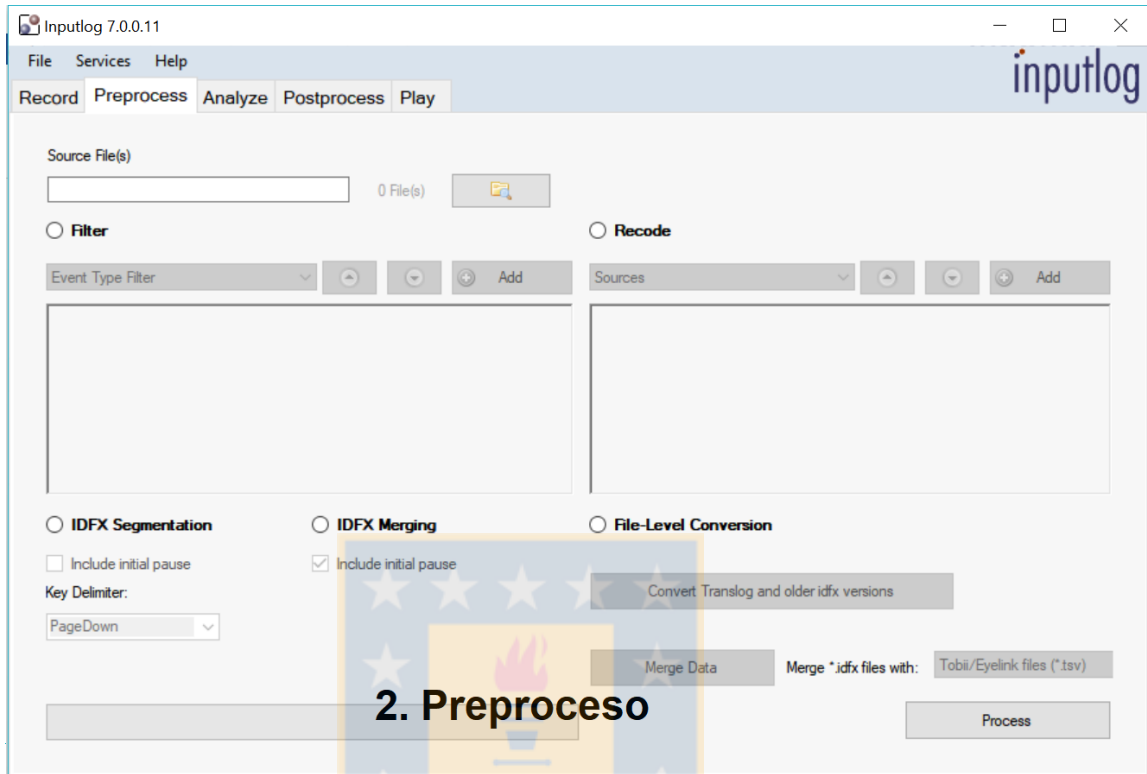 Inputlog 7.0.0.11
File Services Help
inputlog
Record Preprocess Analyze Postprocess Play
Source File(s)
0 File(s)
Filter
Recode
Event Type Filter
Add
Sources
Add
IDFX Segmentation
IDFX Merging
File-Level Conversion
Include initial pause
Include initial pause
Key Delimiter:
Convert Translog and older idfx versions
PageDown
Merge Data
Merge *.idfx files with:
Tobii/Eyelink files (*.tsv)
2. Preproceso
Process